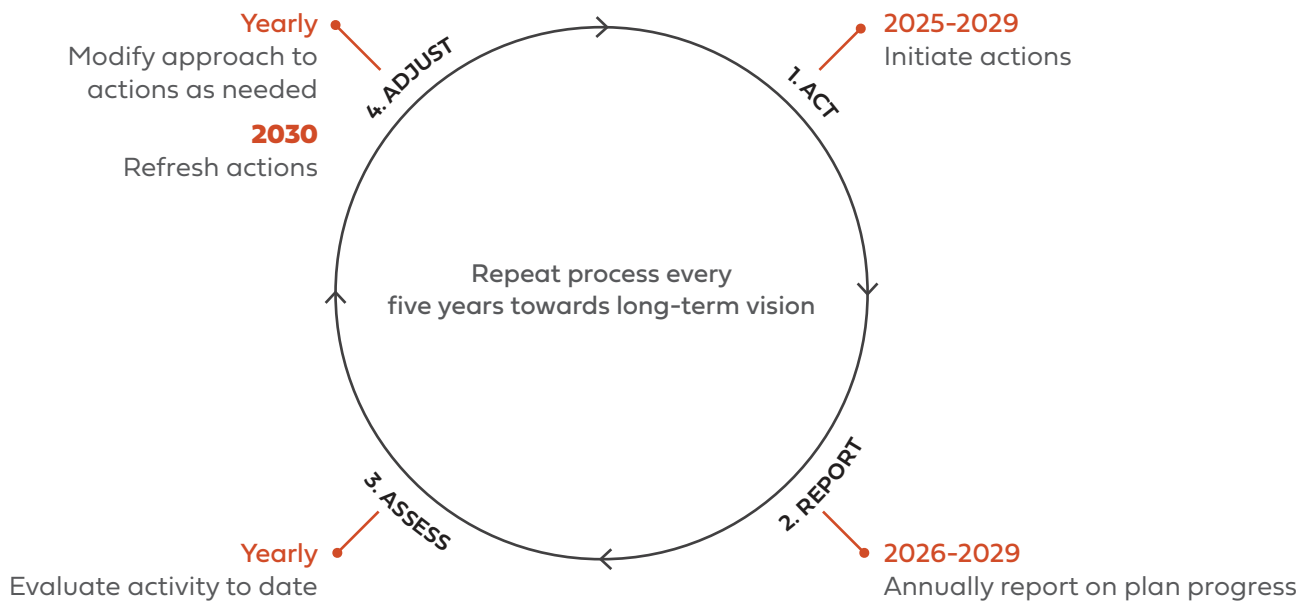 Yearly
Modify approach to
actions as needed
2030
Refresh actions
4. ADJUST
2025-2029
Initiate actions
1. ACT
Repeat process every
five years towards long-term vision
2. REPORT
2026-2029
Annually report on plan progress
3. ASSESS
Yearly
Evaluate activity to date